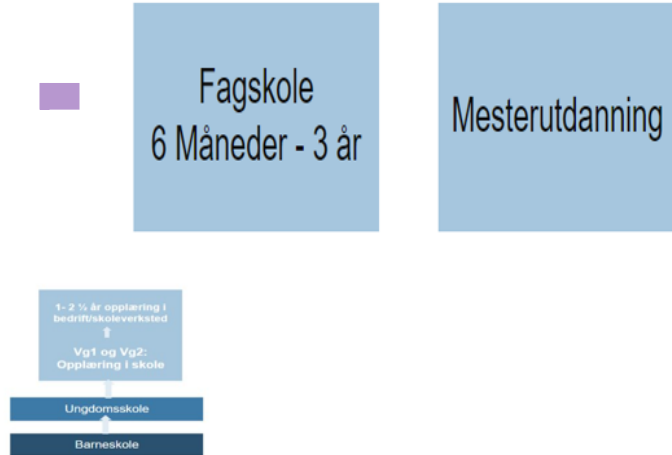 Fagskole
6 Måneder - 3 år
Mesterutdanning
1- 2 ½ år opplæring i
bedrift/skoleverksted
Vg1 og Vg2:
Opplæring i skole
Ungdomsskole
Barneskole